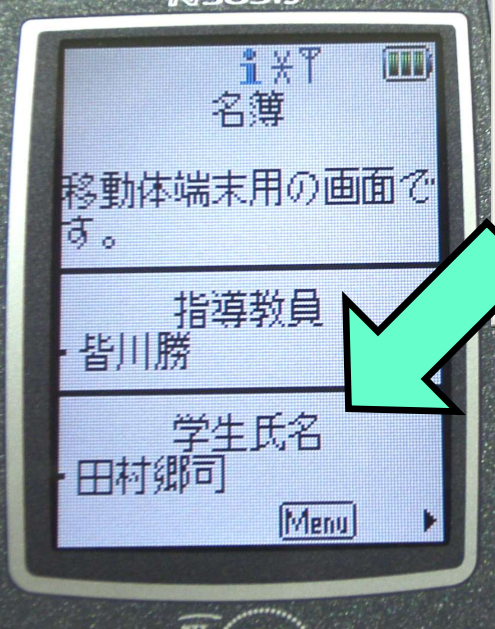 名簿
移動体端末用の画面で
す。
指導教員
・皆川勝
学生氏名
・田村郷司
Menu